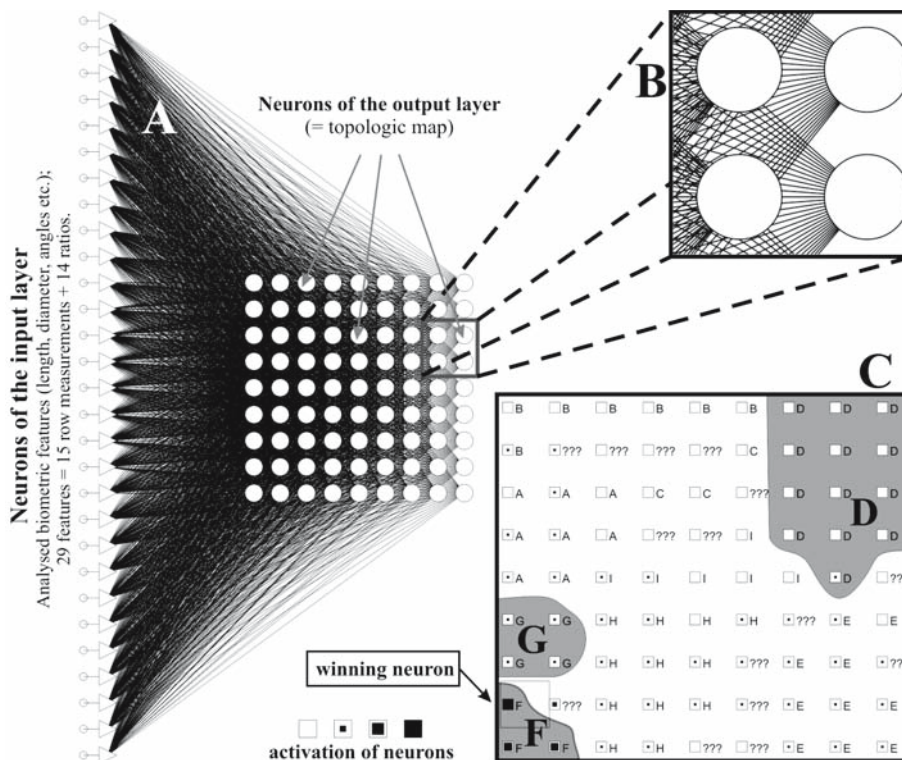 A
Neurons of the output layer
(= topologic map)
B
Neurons of the input layer
Analysed biometric features (length, diameter, angles etc.);
29 features = 15 row measurements + 14 ratios.
C
B B B B B B D D D
B ??? ??? ??? ??? C D D D
A A A C C ??? D D D
D
A A A ??? ??? I D D D
A A I I I I I D ??
G G H H H H ??? E E
G
G G H H H ??? E E ??
winning neuron
F ??? H H H ??? E E ???
F
F F H H ??? ??? E E E
activation of neurons